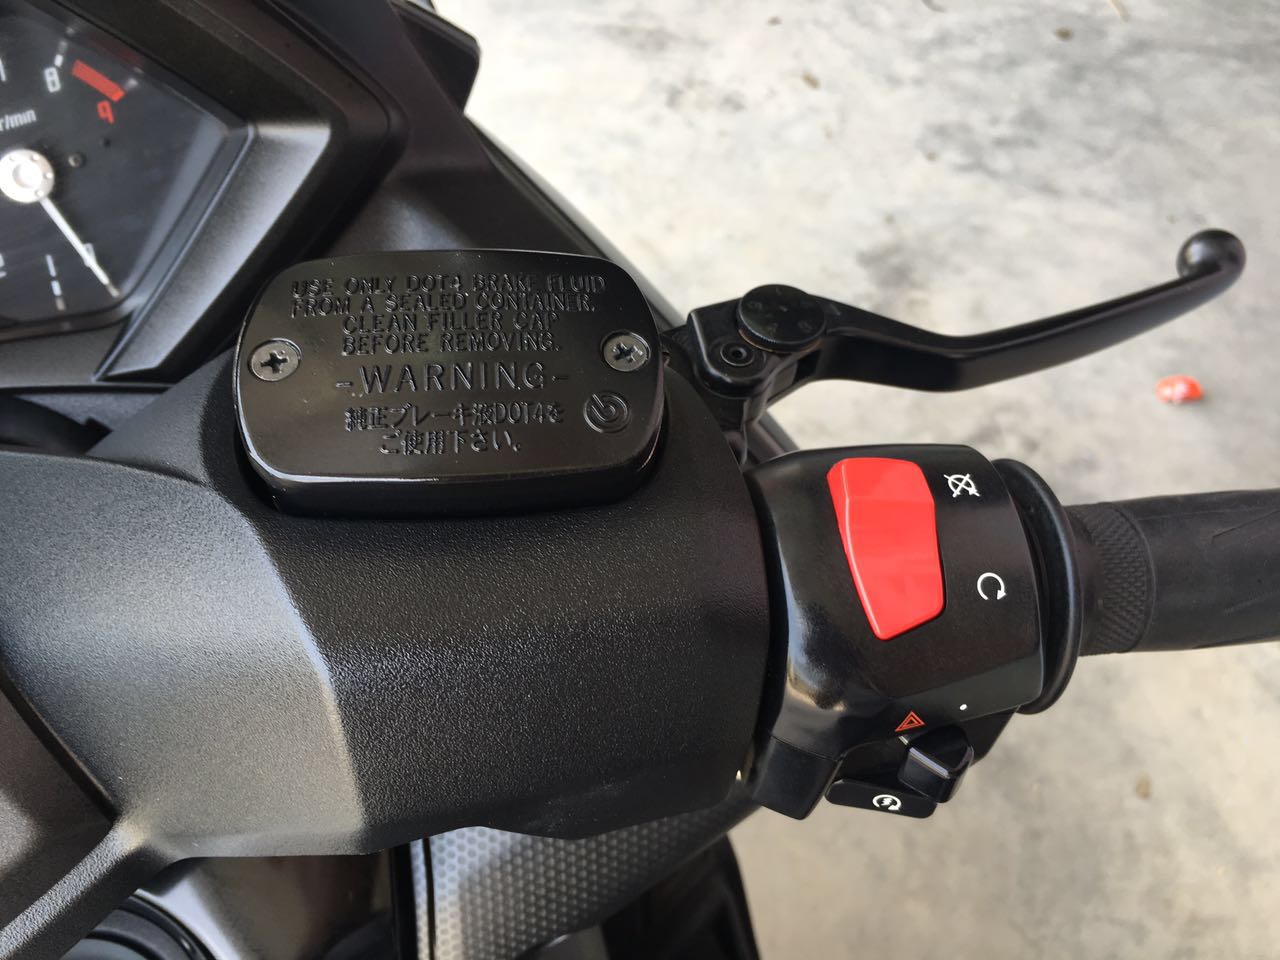 8
9
r/min
USE ONLY DOT4 BRAKE FLUID
FROM A SEALED CONTAINER.
CLEAN FILLER CAP
BEFORE REMOVING.
-WARNING-
純正ブレーキ液DOT4を
ご使用下さい.